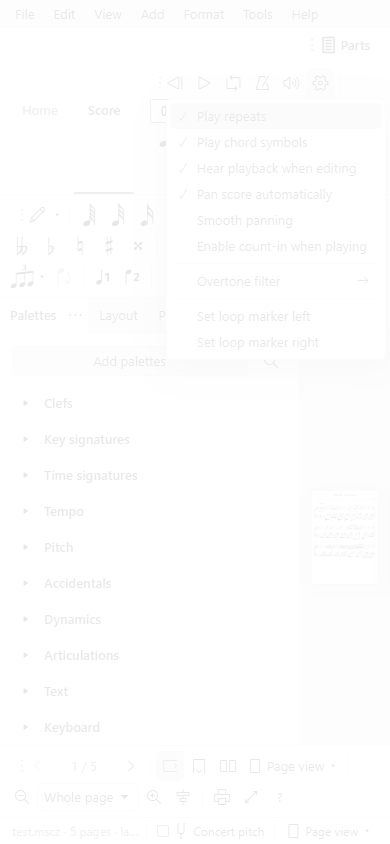 File Edit View Add Format Tools Help
Parts
Home Score
Play repeats
Play chord symbols
Hear playback when editing
Pan score automatically
Smooth panning
Enable count-in when playing
Overtone filter
Set loop marker left
Set loop marker right
Palettes Layout
Add palettes
Clefs
Key signatures
Time signatures
Tempo
Pitch
Accidentals
Dynamics
Articulations
Text
Keyboard
1 / 5 Page view
Whole page ?
test.mscz - 5 pages - la... Concert pitch Page view